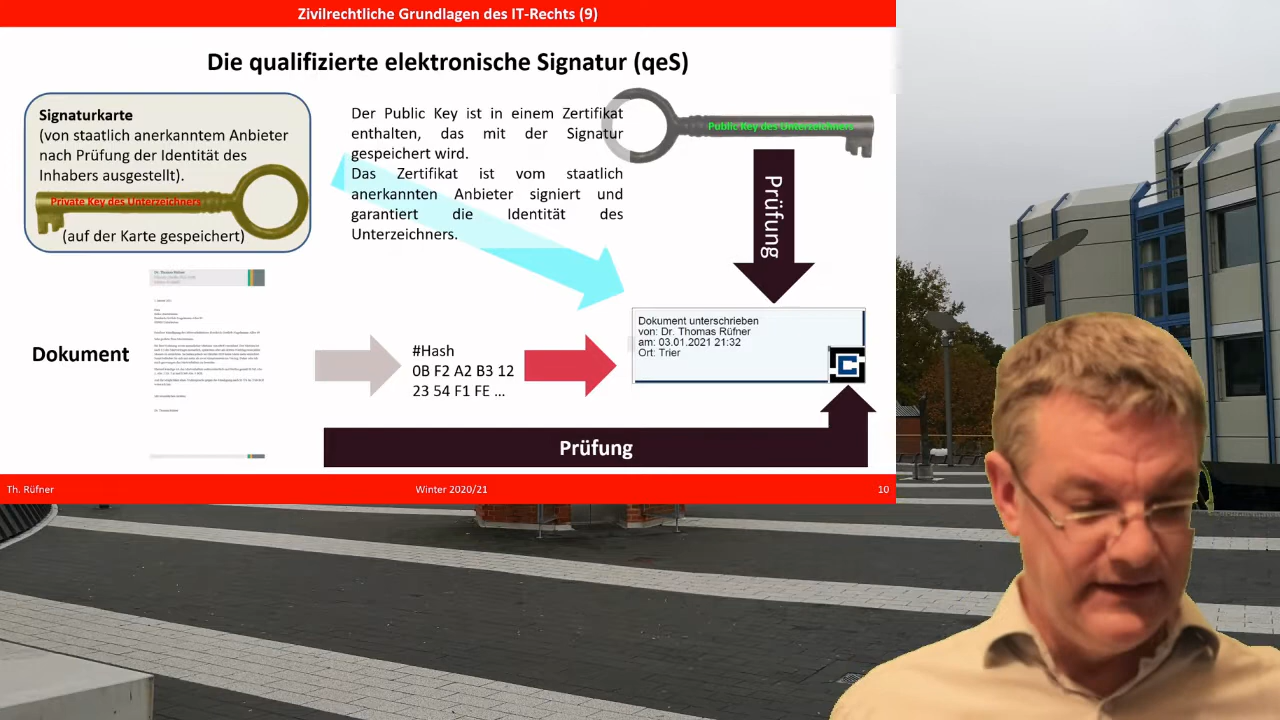 Zivilrechtliche Grundlagen des IT-Rechts (9)
Die qualifizierte elektronische Signatur (qeS)
Signaturkarte
(von staatlich anerkanntem Anbieter
nach Prüfung der Identität des
Inhabers ausgestellt).
Private Key des Unterzeichners
(auf der Karte gespeichert)
Der Public Key ist in einem Zertifikat
enthalten, das mit der Signatur
gespeichert wird.
Das Zertifikat ist vom staatlich
anerkannten Anbieter signiert und
garantiert die Identität des
Unterzeichners.
Public Key des Unterzeichners
Prüfung
Dokument
Dr. Thomas Rüfner
#Hash
0B F2 A2 B3 12
23 54 F1 FE ...
Dokument unterschrieben
von: Dr. Thomas Rüfner
am: 03.01.2021 21:32
Ort: Trier
Prüfung
Th. Rüfner
Winter 2020/21
10